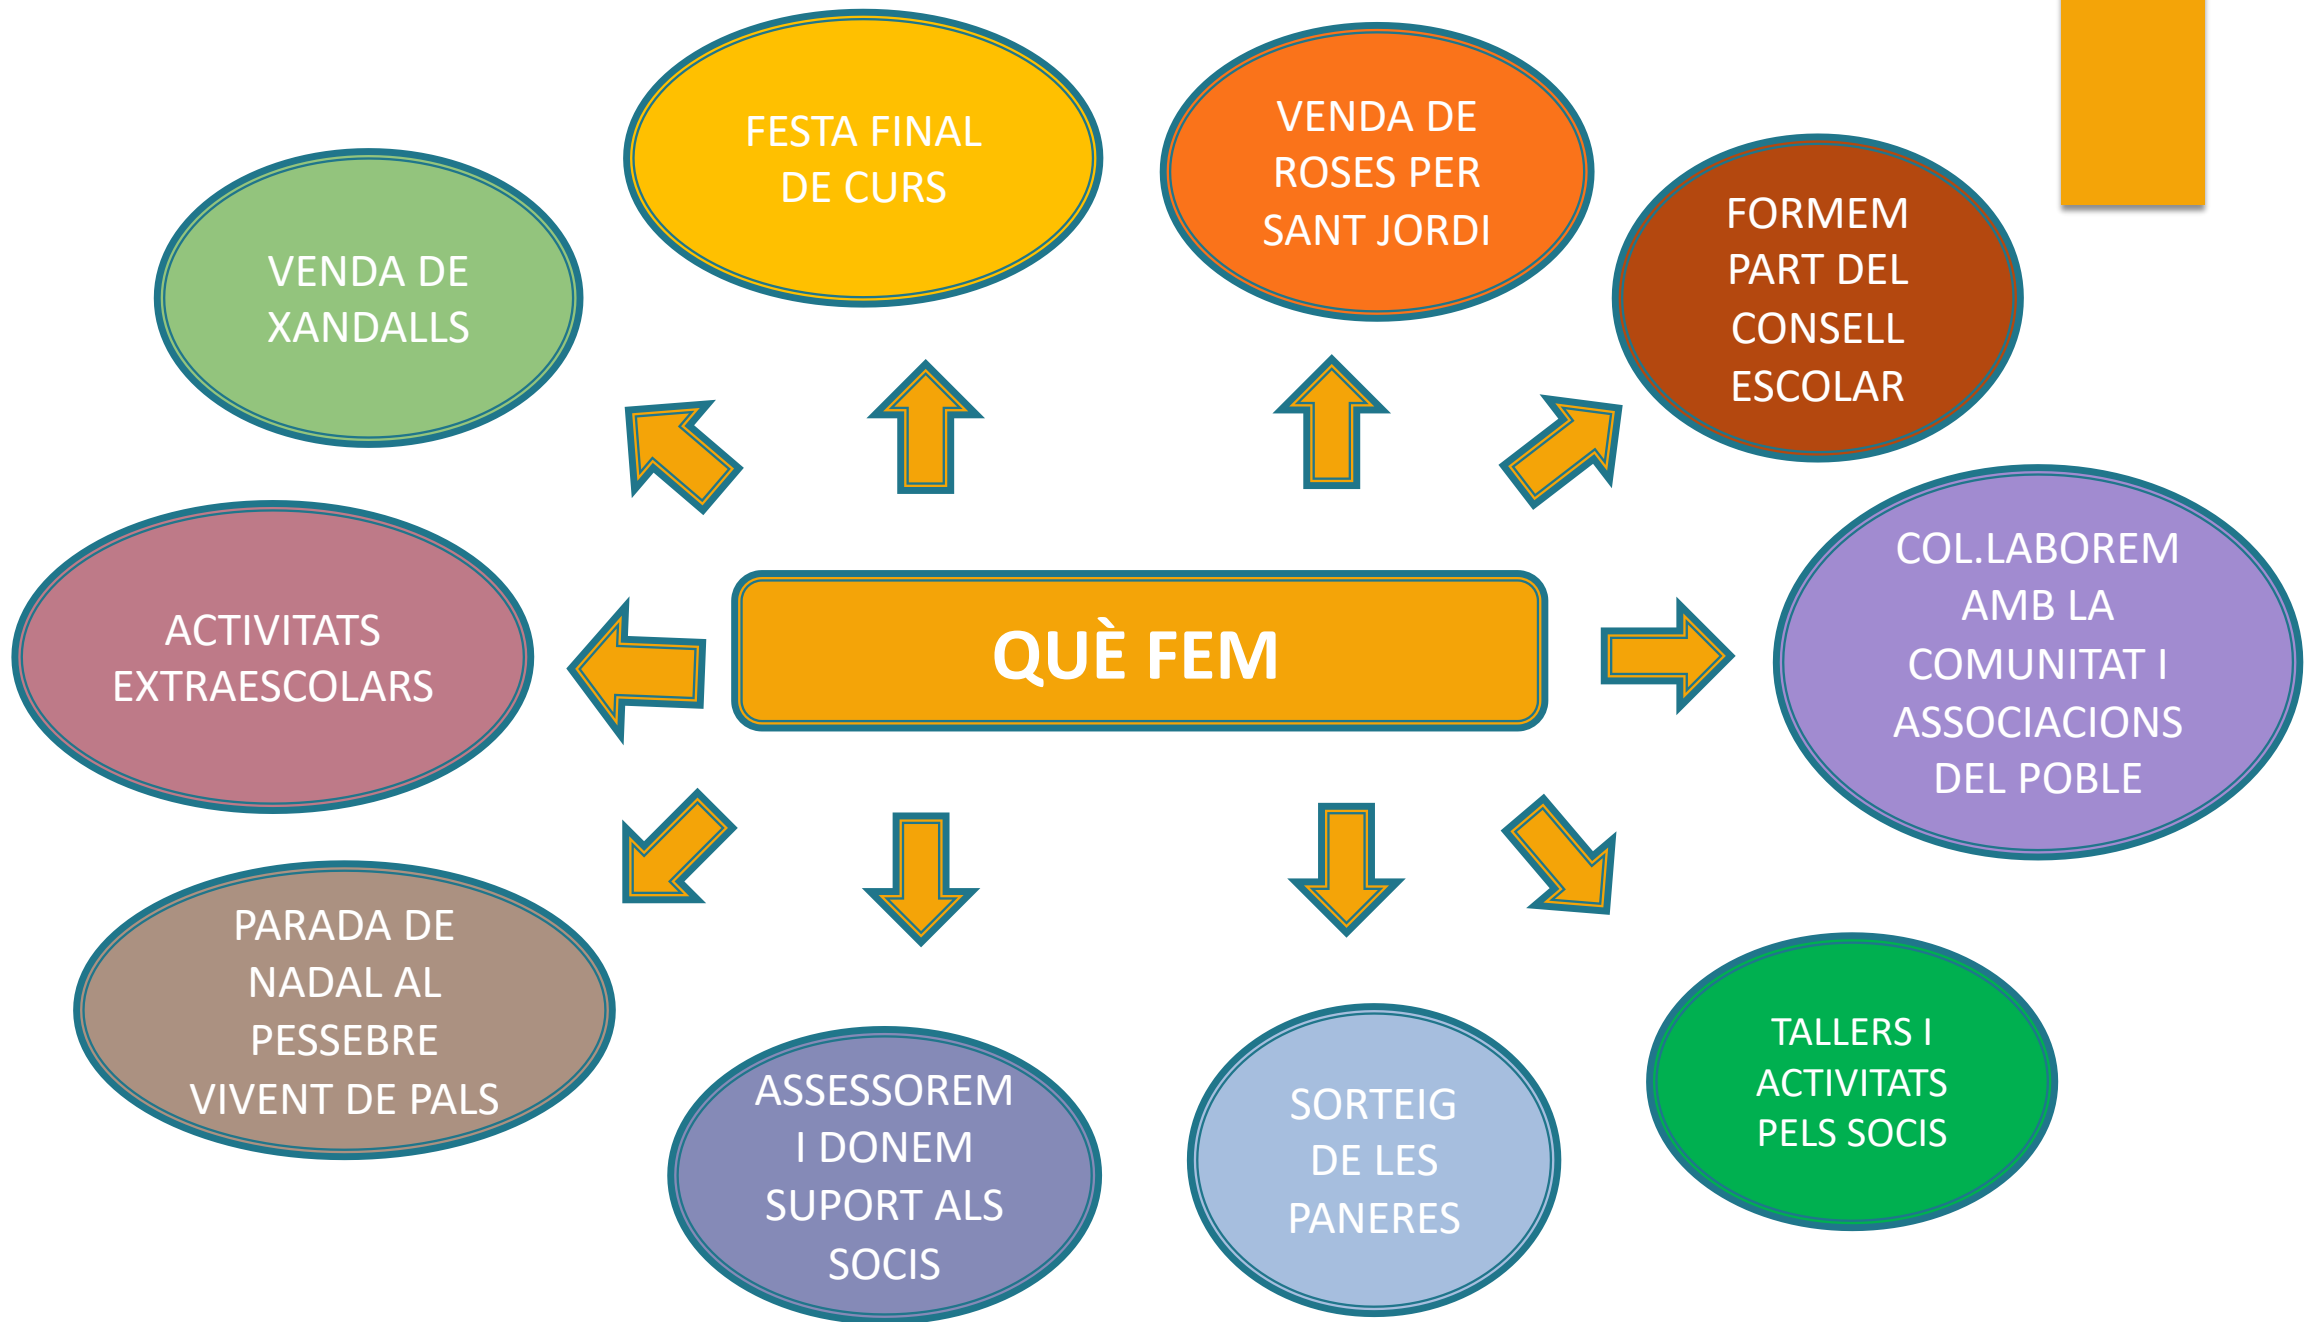 FESTA FINAL
DE CURS
VENDA DE
ROSES PER
SANT JORDI
VENDA DE
XANDALLS
FORMEM
PART DEL
CONSELL
ESCOLAR
ACTIVITATS
EXTRAESCOLARS
QUÈ FEM
COL.LABOREM
AMB LA
COMUNITAT I
ASSOCIACIONS
DEL POBLE
PARADA DE
NADAL AL
PESSEBRE
VIVENT DE PALS
ASSESSOREM
I DONEM
SUPORT ALS
SOCIS
SORTEIG
DE LES
PANERES
TALLERS I
ACTIVITATS
PELS SOCIS